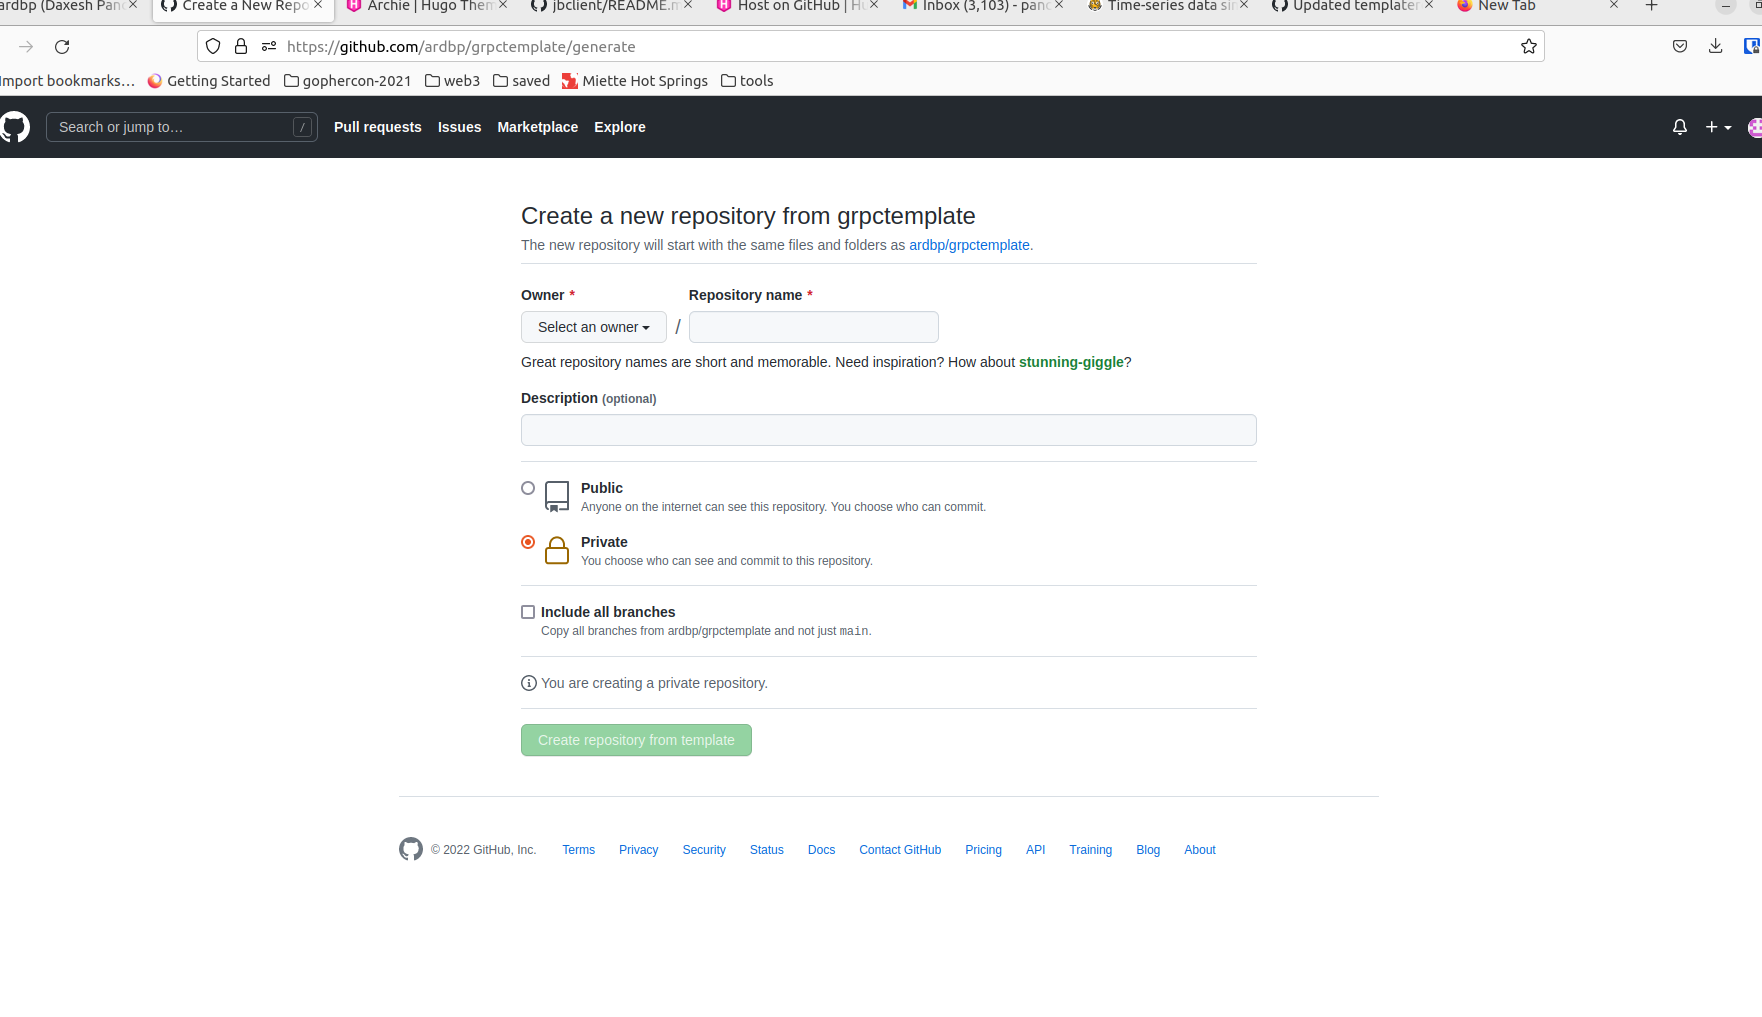 ardbp (Daxesh Pan
Create a New Repo
Archie | Hugo Them
jbclient/README.m
Host on GitHub | Hu
Inbox (3,103) - panc
Time-series data si
Updated templater
New Tab
https://github.com/ardbp/grpctemplate/generate
Import bookmarks… Getting Started gophercon-2021 web3 saved Miette Hot Springs tools
Search or jump to… / Pull requests Issues Marketplace Explore
Create a new repository from grpctemplate
The new repository will start with the same files and folders as ardbp/grpctemplate.
Owner * Repository name *
Select an owner /
Great repository names are short and memorable. Need inspiration? How about stunning-giggle?
Description (optional)
Public
Anyone on the internet can see this repository. You choose who can commit.
Private
You choose who can see and commit to this repository.
Include all branches
Copy all branches from ardbp/grpctemplate and not just main.
You are creating a private repository.
Create repository from template
© 2022 GitHub, Inc. Terms Privacy Security Status Docs Contact GitHub Pricing API Training Blog About